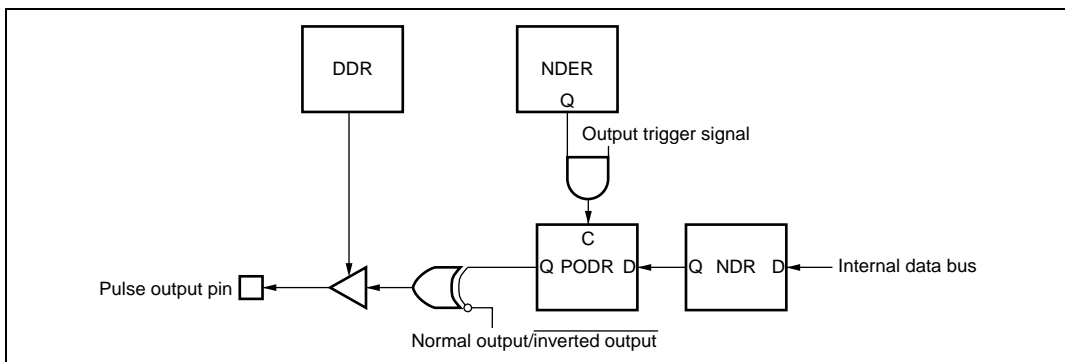 DDR
NDER
Q
Output trigger signal
C
Q PODR D
Q NDR D
Internal data bus
Pulse output pin
Normal output/inverted output